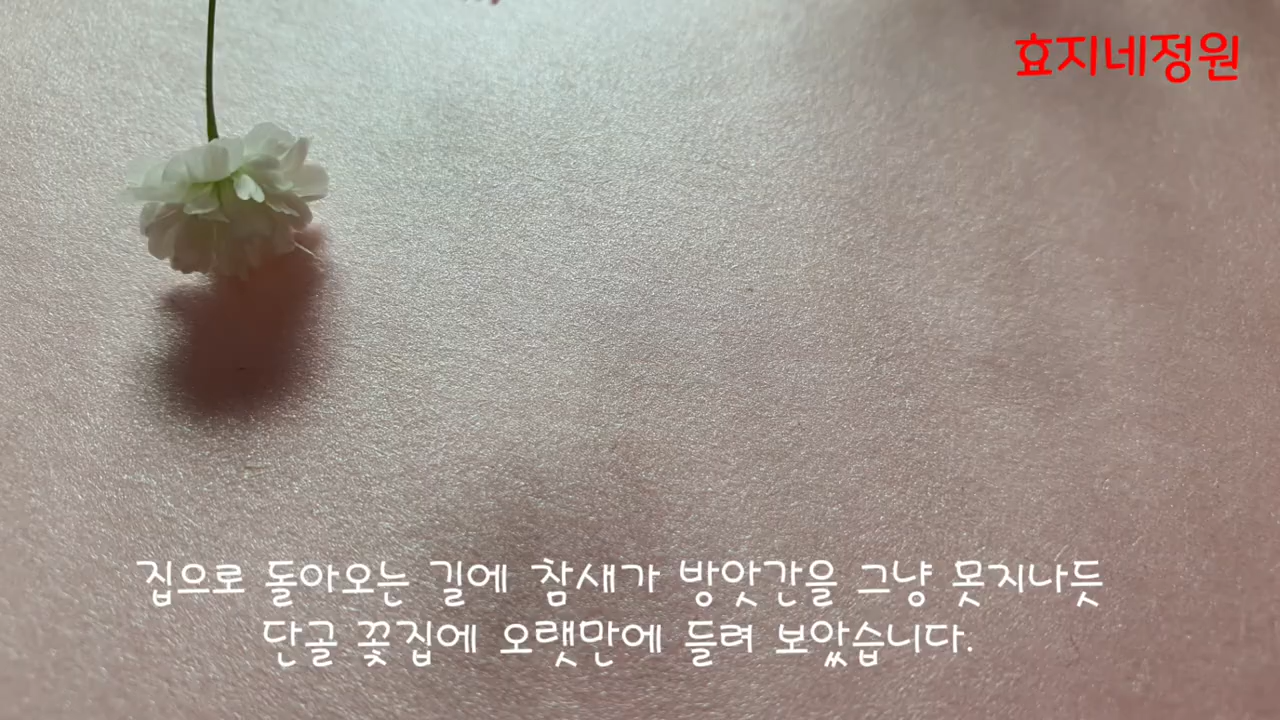 효지네정원
집으로 돌아오는 길에 참새가 방앗간을 그냥 못지나듯
단골 꽃집에 오랫만에 들려 보았습니다.